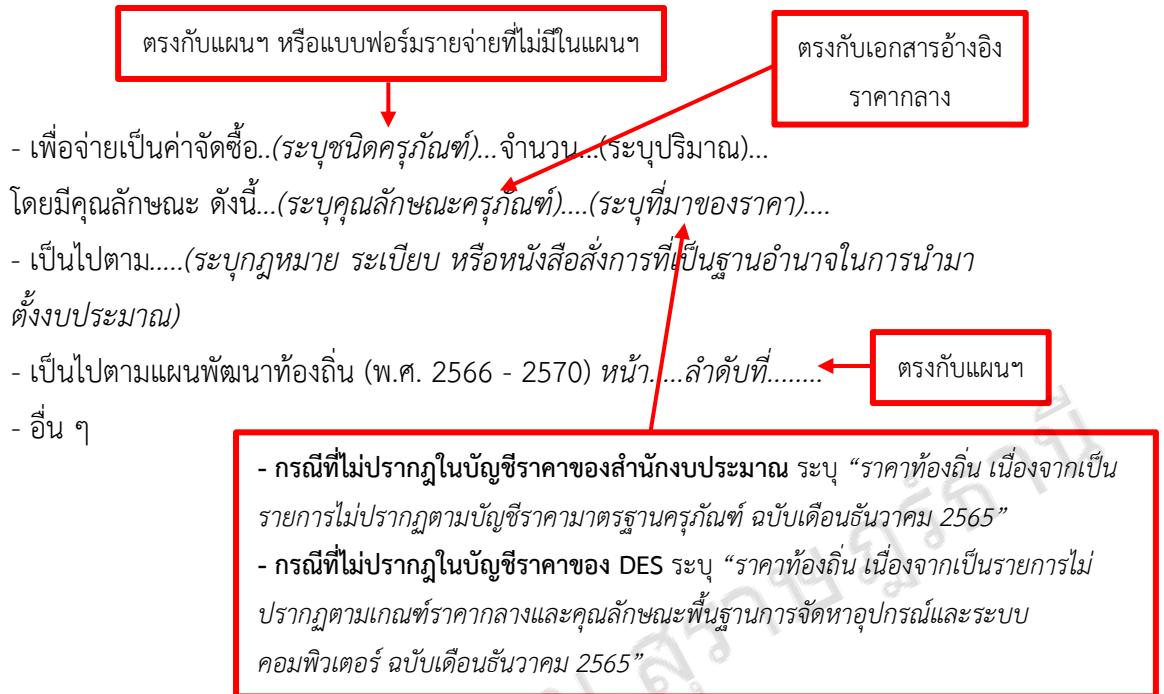 ตรงกับแผนฯ หรือแบบฟอร์มรายจ่ายที่ไม่มีในแผนฯ
ตรงกับเอกสารอ้างอิง
ราคากลาง
- เพื่อจ่ายเป็นค่าจัดซื้อ..(ระบุชนิดครุภัณฑ์)...จำนวน...(ระบุปริมาณ)...
โดยมีคุณลักษณะ ดังนี้...(ระบุคุณลักษณะครุภัณฑ์)....(ระบุที่มาของราคา)....
- เป็นไปตาม.....(ระบุกฎหมาย ระเบียบ หรือหนังสือสั่งการที่เป็นฐานอำนาจในการนำมา
ตั้งงบประมาณ)
- เป็นไปตามแผนพัฒนาท้องถิ่น (พ.ศ. 2566 - 2570) หน้า.....ลำดับที่........
ตรงกับแผนฯ
- อื่น ๆ
- กรณีที่ไม่ปรากฎในบัญชีราคาของสำนักงบประมาณ ระบุ “ราคาท้องถิ่น เนื่องจากเป็น
รายการไม่ปรากฏตามบัญชีราคามาตรฐานครุภัณฑ์ ฉบับเดือนธันวาคม 2565”
- กรณีที่ไม่ปรากฎในบัญชีราคาของ DES ระบุ “ราคาท้องถิ่น เนื่องจากเป็นรายการไม่
ปรากฏตามเกณฑ์ราคากลางและคุณลักษณะพื้นฐานการจัดหาอุปกรณ์และระบบ
คอมพิวเตอร์ ฉบับเดือนธันวาคม 2565”
สุราษฎร์ธานี